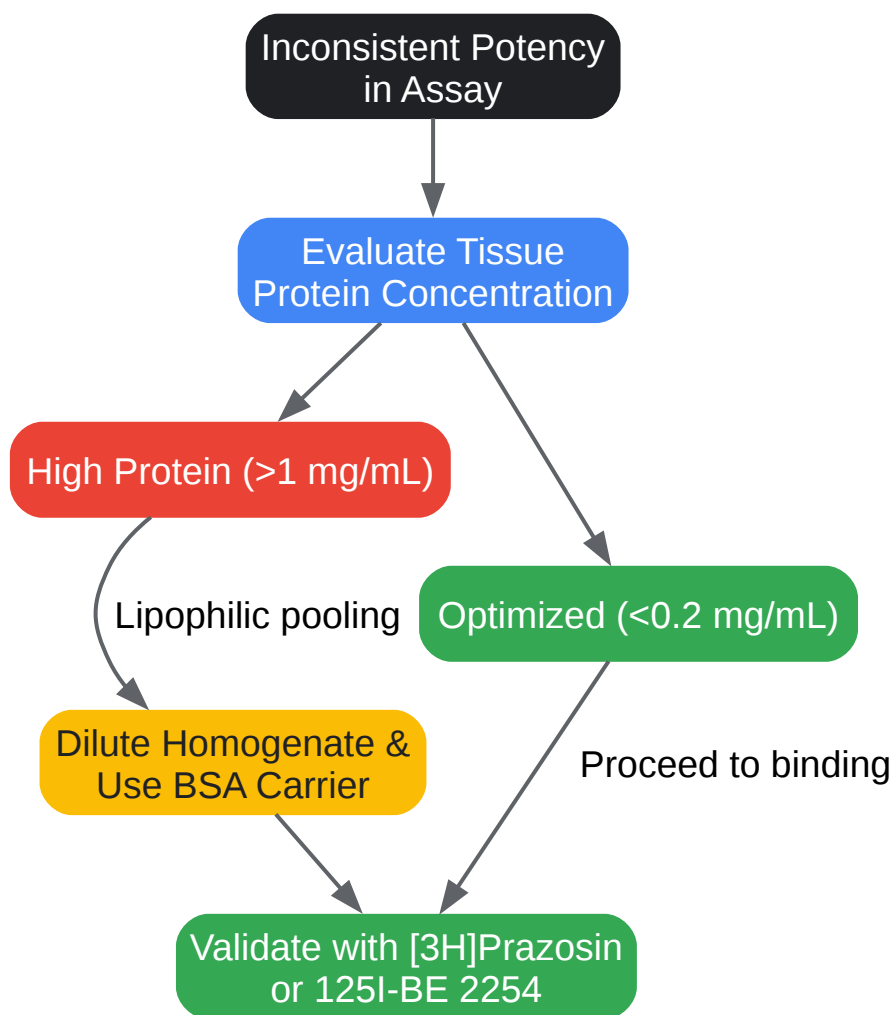 Inconsistent Potency
in Assay
Evaluate Tissue
Protein Concentration
High Protein (>1 mg/mL)
Lipophilic pooling
Optimized (<0.2 mg/mL)
Dilute Homogenate &
Use BSA Carrier
Proceed to binding
Validate with [3H]Prazosin
or 125I-BE 2254